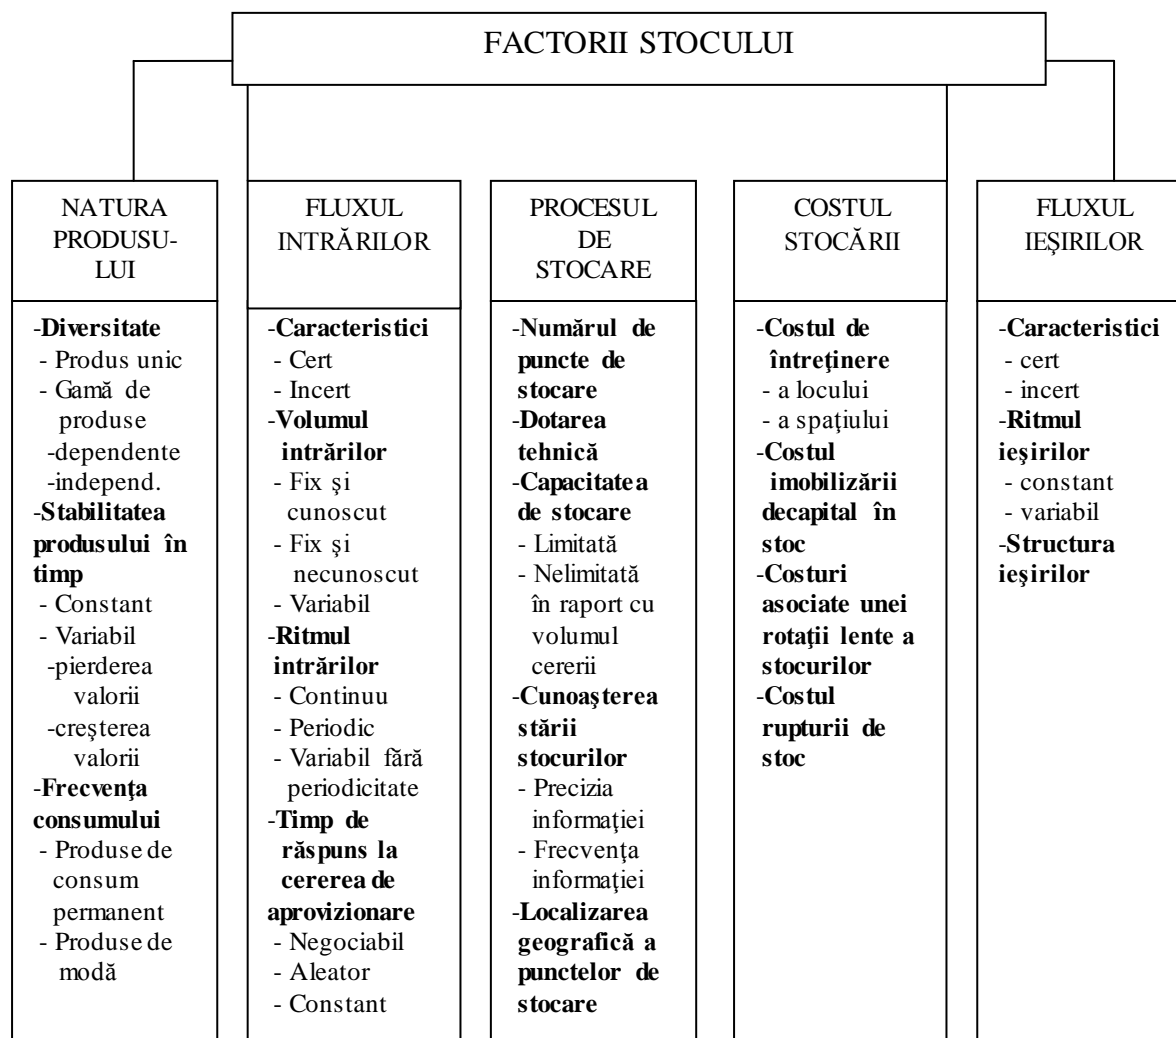 FACTORII STOCULUI
NATURA
PRODUSU-
LUI
-Diversitate
- Produs unic
- Gamă de
produse
-dependente
-independ.
-Stabilitatea
produsului în
timp
- Constant
- Variabil
-pierderea
valorii
-creşterea
valorii
-Frecvenţa
consumului
- Produse de
consum
permanent
- Produse de
modă
FLUXUL
INTRĂRILOR
-Caracteristici
- Cert
- Incert
-Volumul
intrărilor
- Fix şi
cunoscut
- Fix şi
necunoscut
- Variabil
-Ritmul
intrărilor
- Continuu
- Periodic
- Variabil fără
periodicitate
-Timp de
răspuns la
cererea de
aprovizionare
- Negociabil
- Aleator
- Constant
PROCESUL
DE
STOCARE
-Numărul de
puncte de
stocare
-Dotarea
tehnică
-Capacitatea
de stocare
- Limitată
- Nelimitată
în raport cu
volumul
cererii
-Cunoaşterea
stării
stocurilor
- Precizia
informaţiei
- Frecvenţa
informaţiei
-Localizarea
geografică a
punctelor de
stocare
COSTUL
STOCĂRII
-Costul de
întreţinere
- a locului
- a spaţiului
-Costul
imobilizării
decapital în
stoc
-Costuri
asociate unei
rotaţii lente a
stocurilor
-Costul
rupturii de
stoc
FLUXUL
IEŞIRILOR
-Caracteristici
- cert
- incert
-Ritmul
ieşirilor
- constant
- variabil
-Structura
ieşirilor